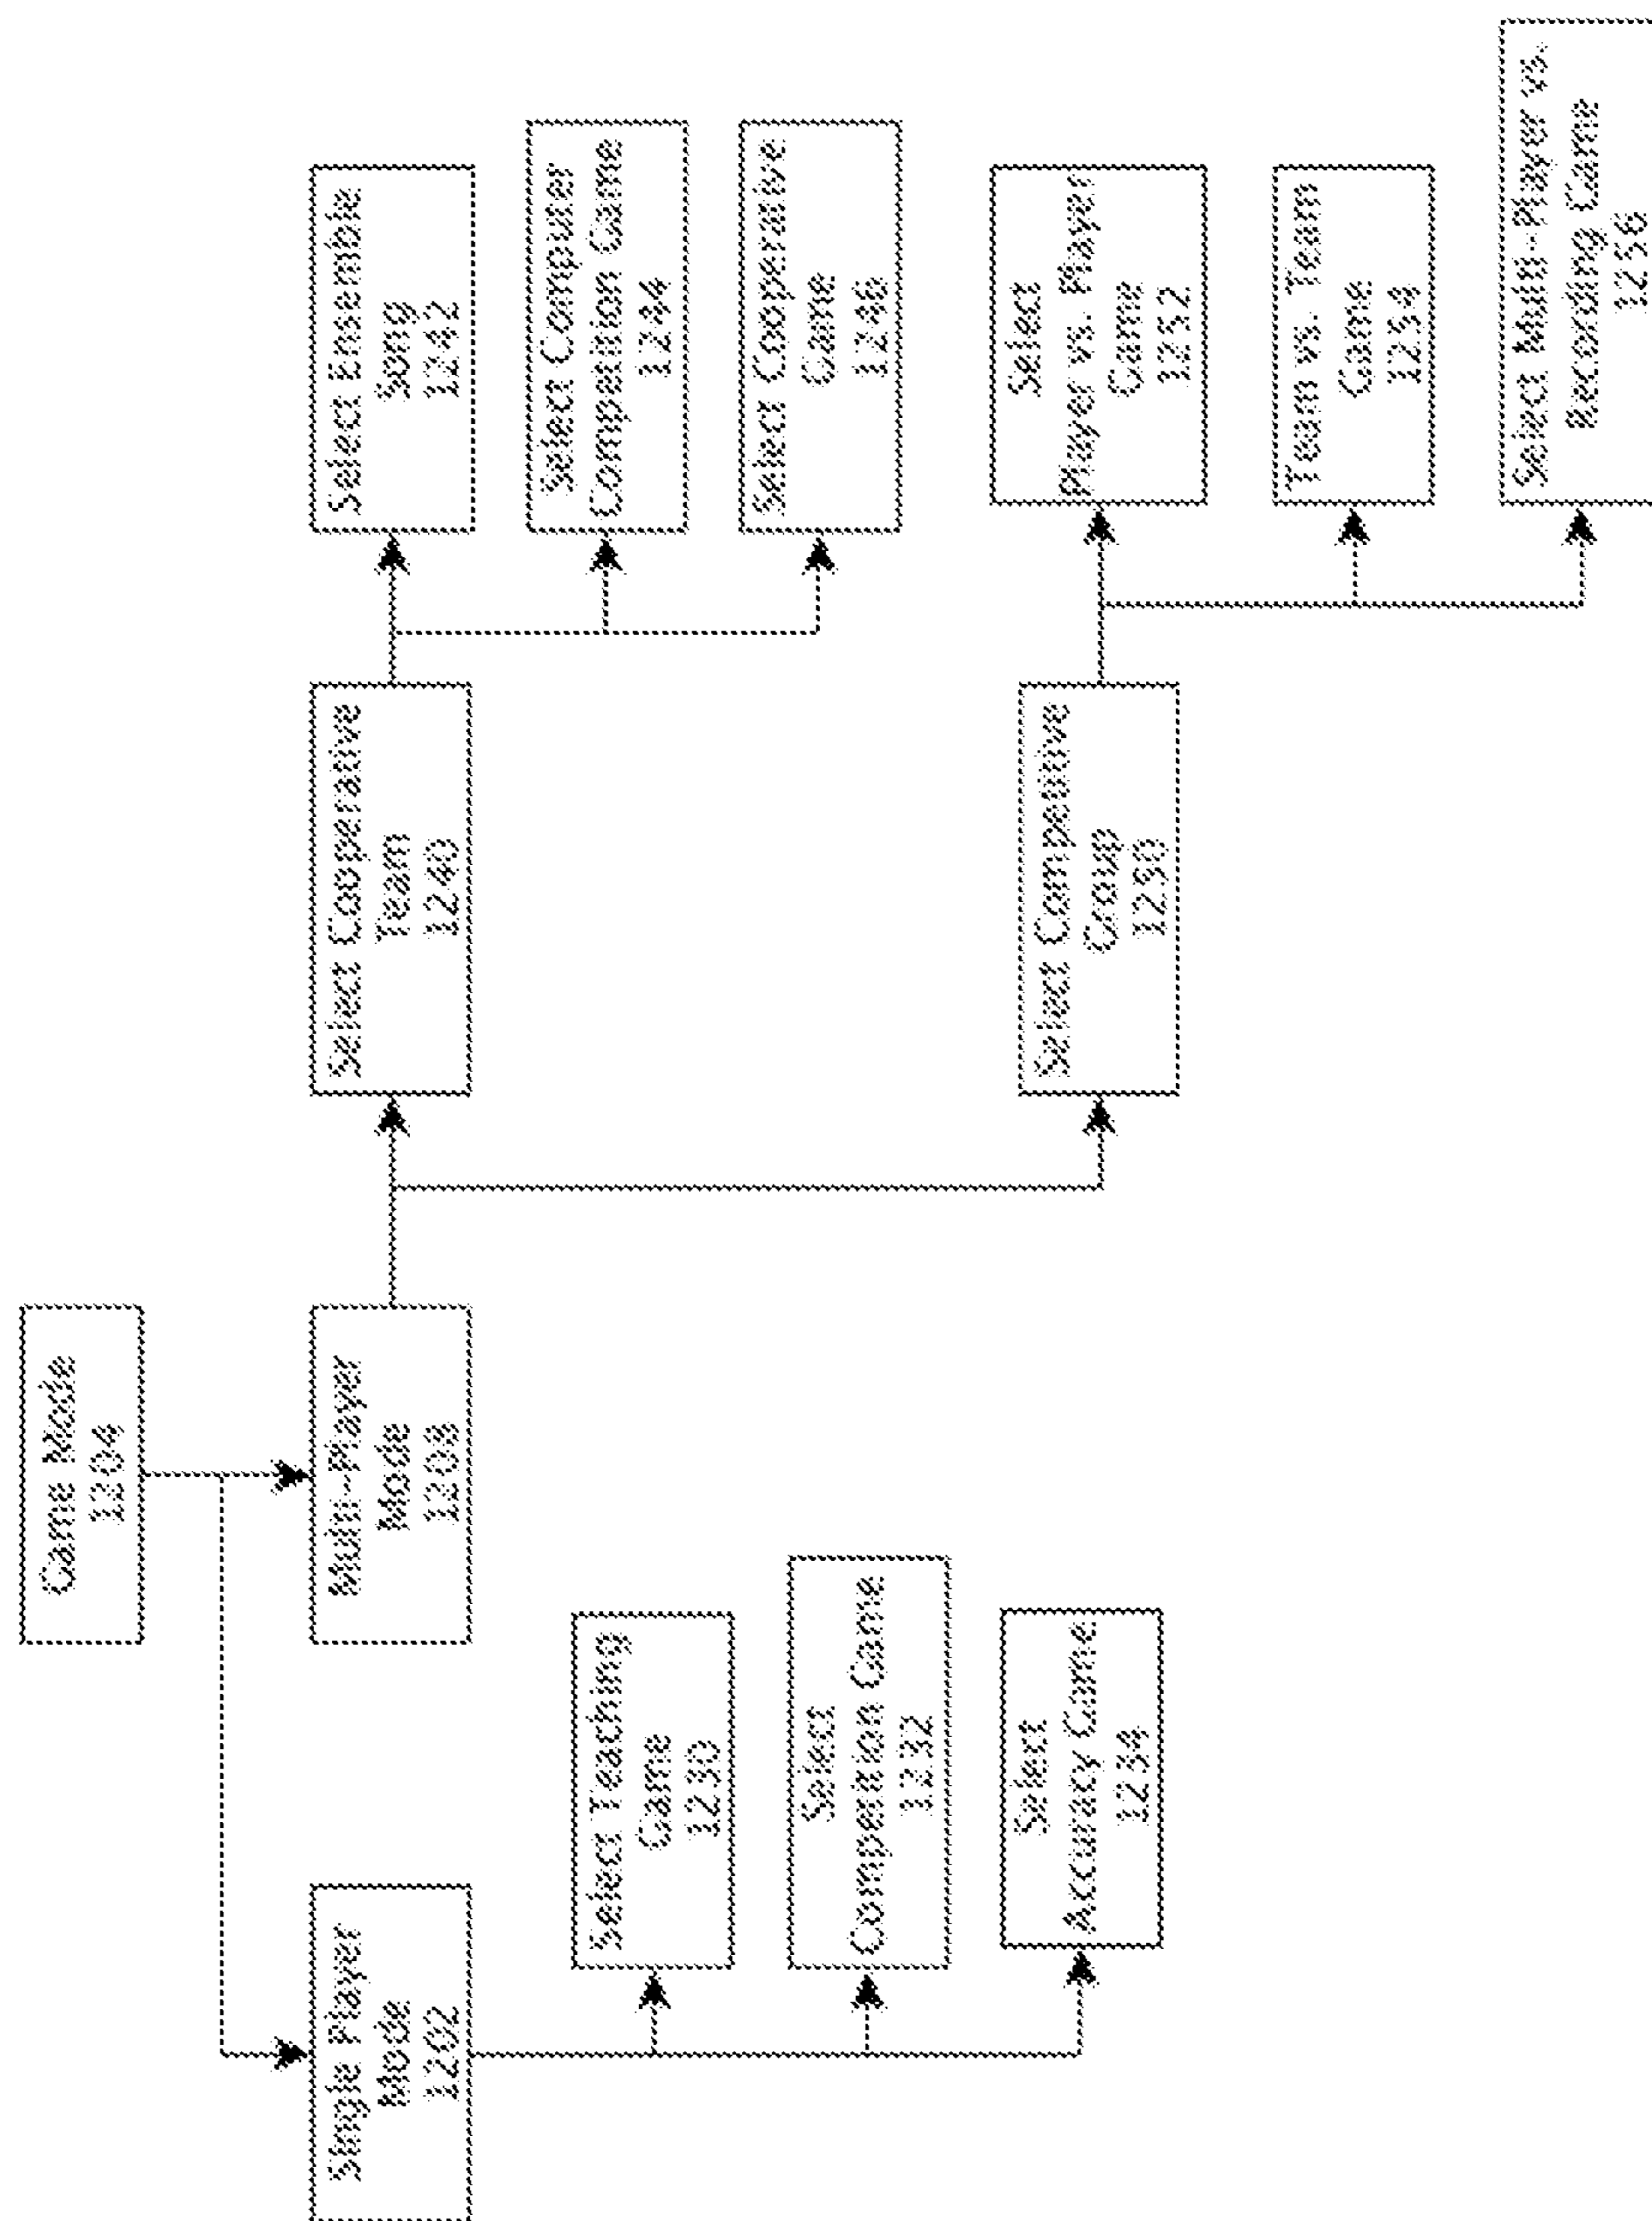 Game Mode
1204
Single Player
Mode
1202
Multi-Player
Mode
1208
Select Teaching
Game
1230
Select
Competition Game
1232
Select
Accuracy Game
1234
Select Cooperative
Team
1240
Select Ensemble
Song
1242
Select Computer
Competition Game
1244
Select Cooperative
Game
1246
Select Competitive
Group
1250
Select
Player vs. Player
Game
1252
Team vs. Team
Game
1254
Select Multi-Player vs.
Recording Game
1256